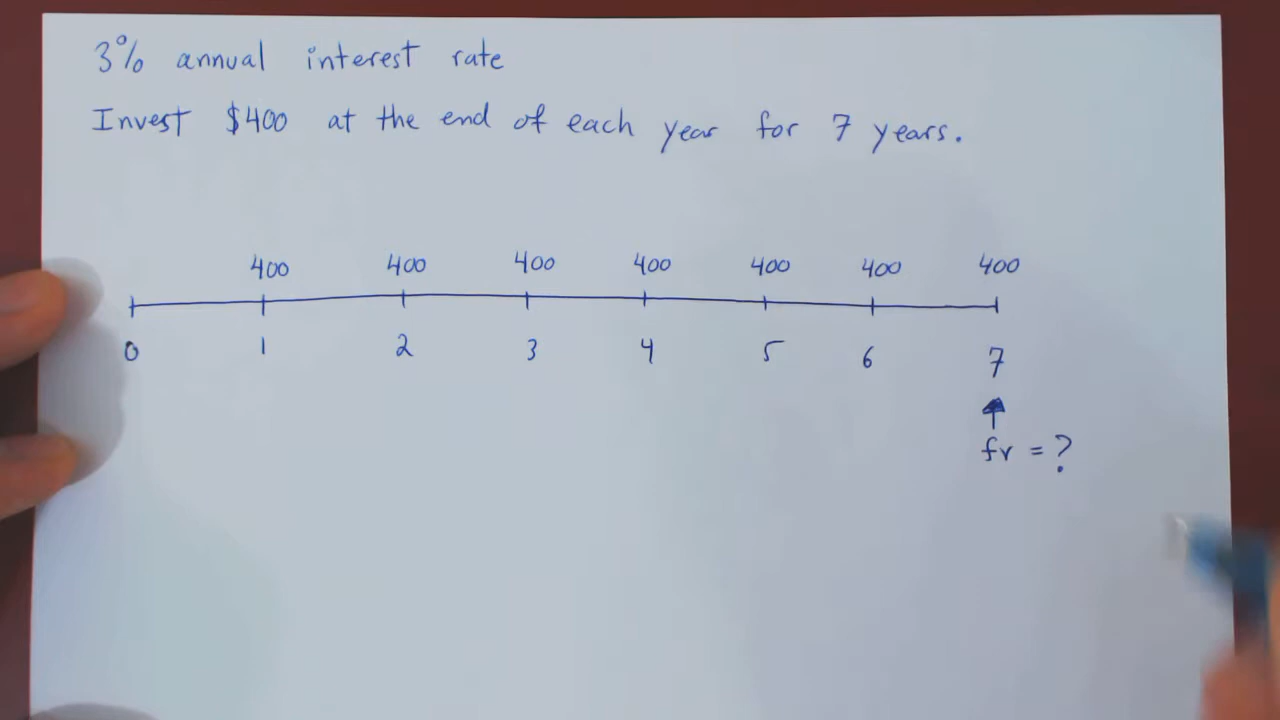 3% annual interest rate
Invest $400 at the end of each year for 7 years.
400 400 400 400 400 400 400
0 1 2 3 4 5 6 7
fv = ?